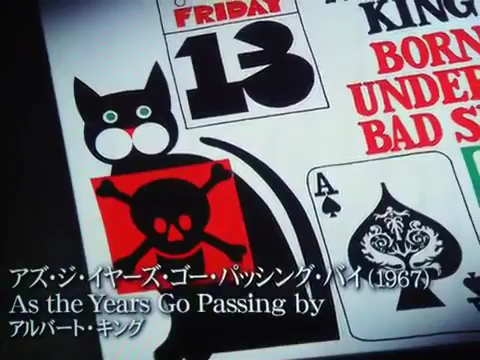 FRIDAY
13
KING
BORN
UNDER
BAD
A
アズ・ジ・イヤーズ・ゴー・パッシング・バイ(1967)
As the Years Go Passing by
アルバート・キング